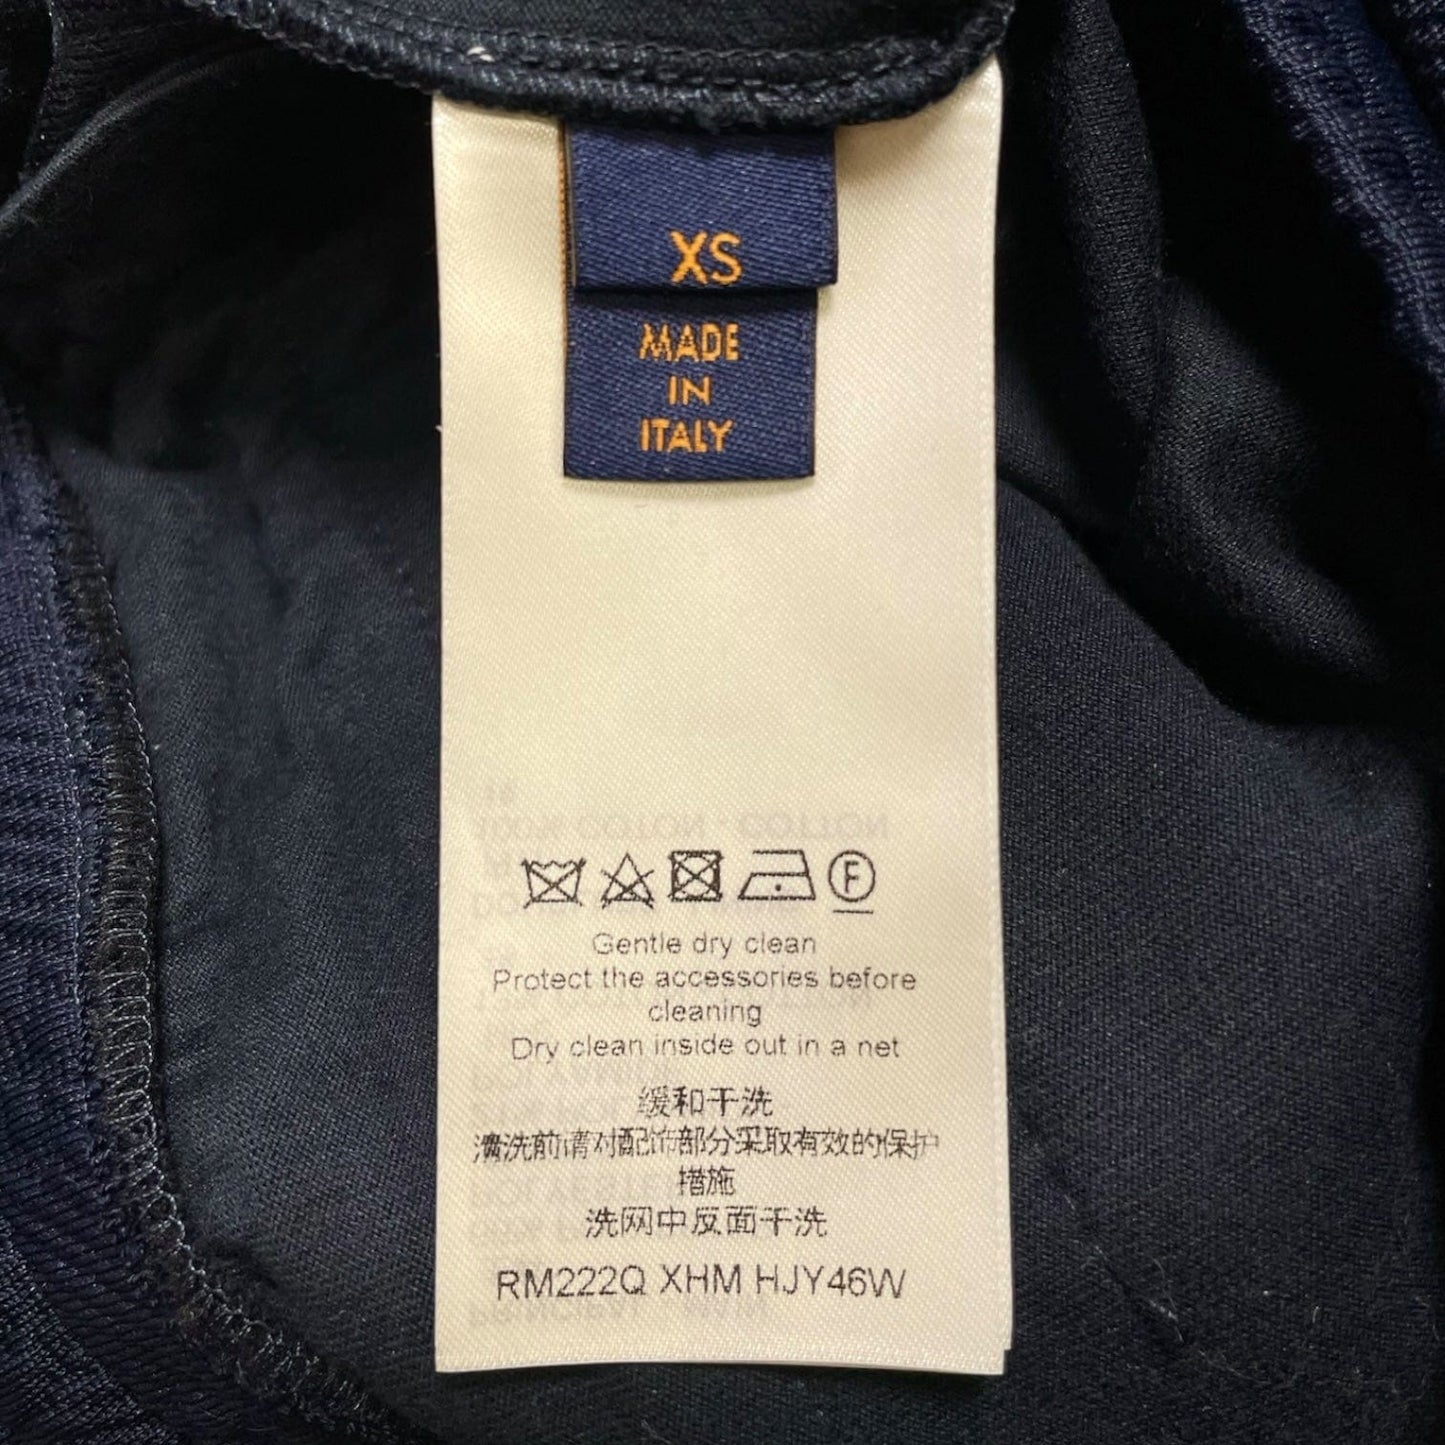 XS
MADE
IN
ITALY
F
Gentle dry clean
Protect the accessories before
cleaning
Dry clean inside out in a net
缓和干洗
清洗前请对配饰部分采取有效的保护
措施
洗网中反面干洗
RM222Q XHM HJY46W